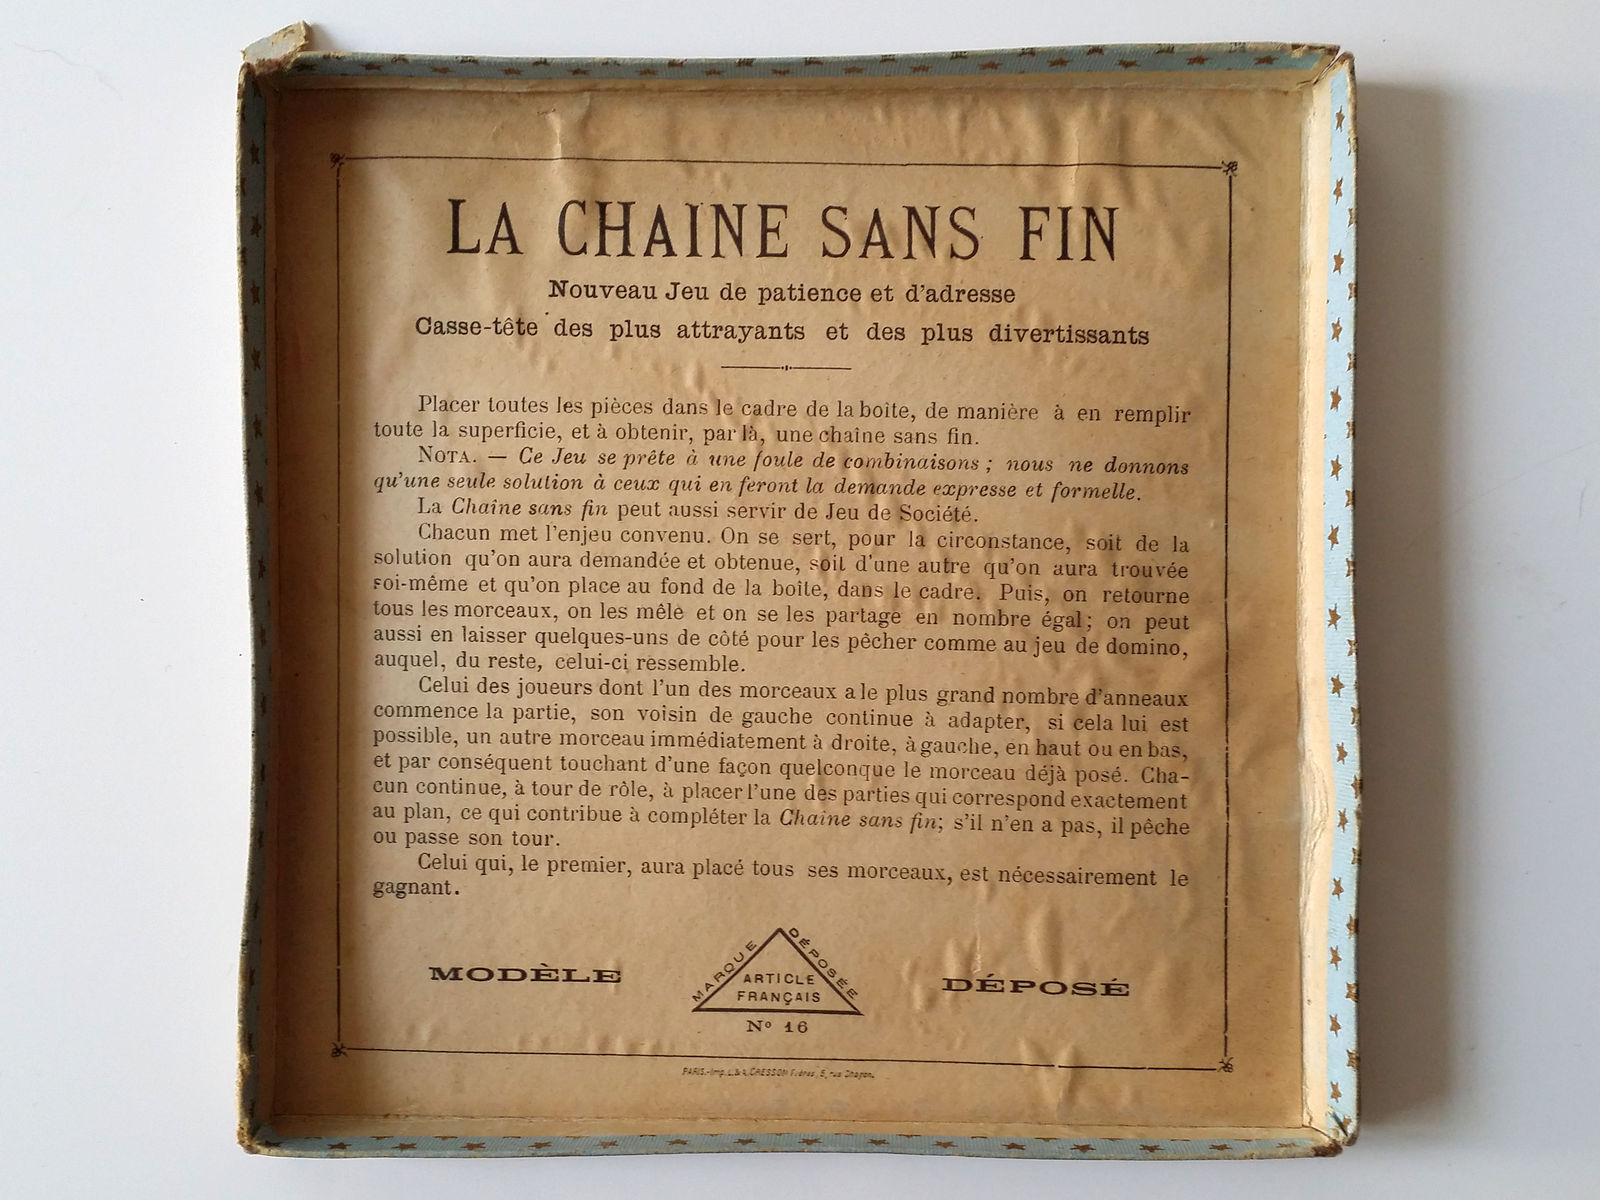 LA CHAINE SANS FIN
Nouveau Jeu de patience et d'adresse
Casse-tête des plus attrayants et des plus divertissants
Placer toutes les pièces dans le cadre de la boîte, de manière à en remplir
toute la superficie, et à obtenir, par là, une chaîne sans fin.
NOTA. — Ce Jeu se prête à une foule de combinaisons ; nous ne donnons
qu'une seule solution à ceux qui en feront la demande expresse et formelle.
La Chaîne sans fin peut aussi servir de Jeu de Société.
Chacun met l'enjeu convenu. On se sert, pour la circonstance, soit de la
solution qu'on aura demandée et obtenue, soit d'une autre qu'on aura trouvée
soi-même et qu'on place au fond de la boîte, dans le cadre. Puis, on retourne
tous les morceaux, on les mêle et on se les partage en nombre égal ; on peut
aussi en laisser quelques-uns de côté pour les pêcher comme au jeu de domino,
auquel, du reste, celui-ci ressemble.
Celui des joueurs dont l'un des morceaux a le plus grand nombre d'anneaux
commence la partie, son voisin de gauche continue à adapter, si cela lui est
possible, un autre morceau immédiatement à droite, à gauche, en haut ou en bas,
et par conséquent touchant d'une façon quelconque le morceau déjà posé. Cha-
cun continue, à tour de rôle, à placer l'une des parties qui correspond exactement
au plan, ce qui contribue à compléter la Chaîne sans fin; s'il n'en a pas, il pêche
ou passe son tour.
Celui qui, le premier, aura placé tous ses morceaux, est nécessairement le
gagnant.
MODÈLE
MARQUE DÉPOSÉE
ARTICLE
FRANÇAIS
DÉPOSÉ
Nº 16
PARIS.-Imp. L. & A. CRESSON Frères, 5, rue Chapon.